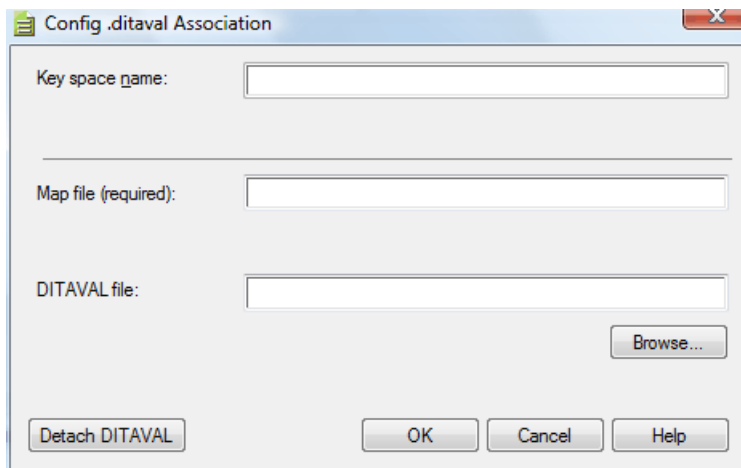 Config .ditaval Association
Key space name:
Map file (required):
DITAVAL file:
Browse...
Detach DITAVAL OK Cancel Help